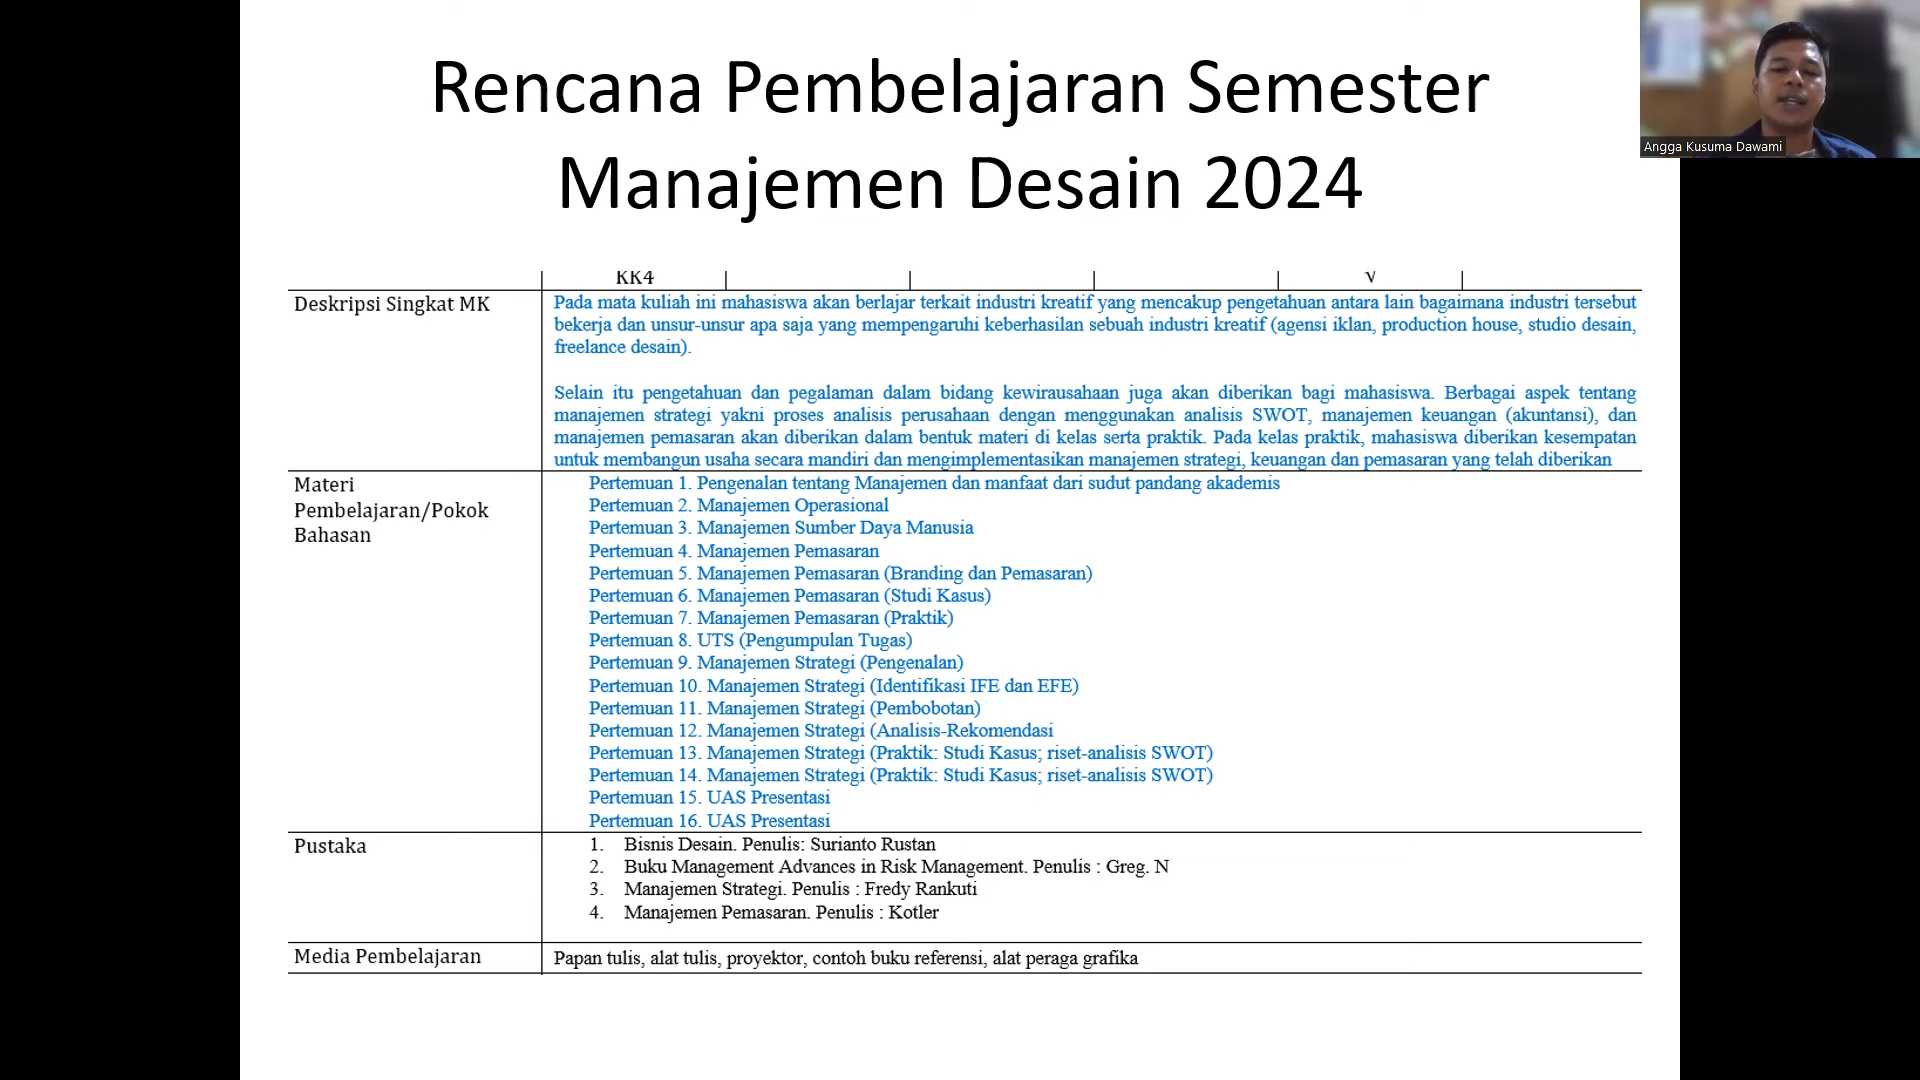 Rencana Pembelajaran Semester
Manajemen Desain 2024
Angga Kusuma Dawami
KK4 V
Deskripsi Singkat MK
Pada mata kuliah ini mahasiswa akan berlajar terkait industri kreatif yang mencakup pengetahuan antara lain bagaimana industri tersebut
bekerja dan unsur-unsur apa saja yang mempengaruhi keberhasilan sebuah industri kreatif (agensi iklan, production house, studio desain,
freelance desain).
Selain itu pengetahuan dan pegalaman dalam bidang kewirausahaan juga akan diberikan bagi mahasiswa. Berbagai aspek tentang
manajemen strategi yakni proses analisis perusahaan dengan menggunakan analisis SWOT, manajemen keuangan (akuntansi), dan
manajemen pemasaran akan diberikan dalam bentuk materi di kelas serta praktik. Pada kelas praktik, mahasiswa diberikan kesempatan
untuk membangun usaha secara mandiri dan mengimplementasikan manajemen strategi, keuangan dan pemasaran yang telah diberikan
Materi
Pembelajaran/Pokok
Bahasan
Pertemuan 1. Pengenalan tentang Manajemen dan manfaat dari sudut pandang akademis
Pertemuan 2. Manajemen Operasional
Pertemuan 3. Manajemen Sumber Daya Manusia
Pertemuan 4. Manajemen Pemasaran
Pertemuan 5. Manajemen Pemasaran (Branding dan Pemasaran)
Pertemuan 6. Manajemen Pemasaran (Studi Kasus)
Pertemuan 7. Manajemen Pemasaran (Praktik)
Pertemuan 8. UTS (Pengumpulan Tugas)
Pertemuan 9. Manajemen Strategi (Pengenalan)
Pertemuan 10. Manajemen Strategi (Identifikasi IFE dan EFE)
Pertemuan 11. Manajemen Strategi (Pembobotan)
Pertemuan 12. Manajemen Strategi (Analisis-Rekomendasi
Pertemuan 13. Manajemen Strategi (Praktik: Studi Kasus; riset-analisis SWOT)
Pertemuan 14. Manajemen Strategi (Praktik: Studi Kasus; riset-analisis SWOT)
Pertemuan 15. UAS Presentasi
Pertemuan 16. UAS Presentasi
Pustaka
1. Bisnis Desain. Penulis: Surianto Rustan
2. Buku Management Advances in Risk Management. Penulis : Greg. N
3. Manajemen Strategi. Penulis : Fredy Rankuti
4. Manajemen Pemasaran. Penulis : Kotler
Media Pembelajaran
Papan tulis, alat tulis, proyektor, contoh buku referensi, alat peraga grafika